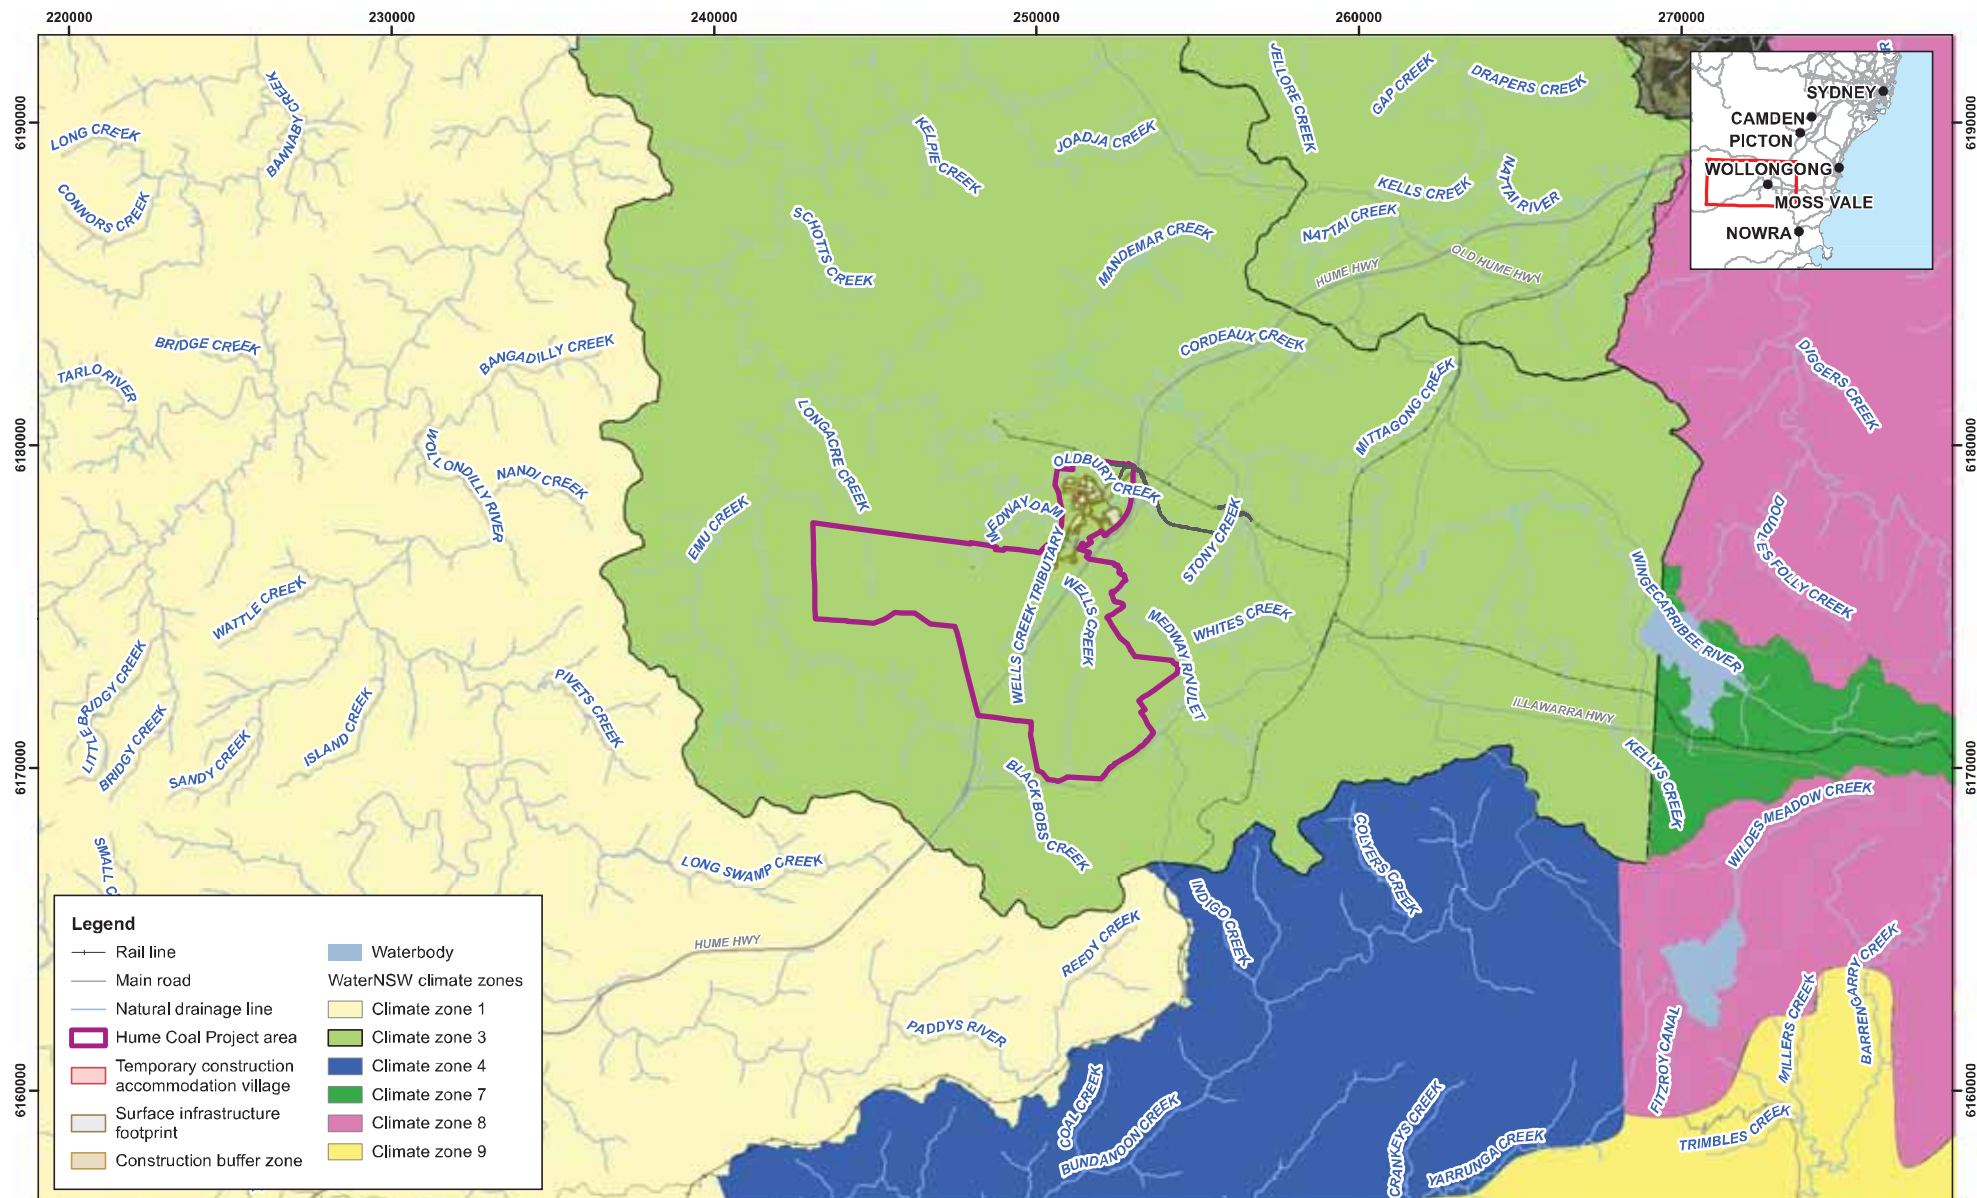 220000
230000
240000
250000
260000
270000
6190000
6190000
6180000
6180000
6170000
6170000
6160000
6160000
LONG CREEK
BANNABY CREEK
CONNORS CREEK
BRIDGE CREEK
TARLO RIVER
BANGADILLY CREEK
WOLLONDILLY RIVER
NANDI CREEK
WATTLE CREEK
LITTLE BRIDGY CREEK
BRIDGY CREEK
SANDY CREEK
ISLAND CREEK
PIVETS CREEK
SMALL C
LONG SWAMP CREEK
HUME HWY
PADDYS RIVER
REEDY CREEK
KELPIE CREEK
JOADJA CREEK
SCHOTTS CREEK
MANDEMAR CREEK
JELLORE CREEK
GAP CREEK
DRAPERS CREEK
KELLS CREEK
NATTAI RIVER
NATTAI CREEK
HUME HWY
OLD HUME HWY
CORDEAUX CREEK
MITTAGONG CREEK
LONGACRE CREEK
EMU CREEK
OLDBURY CREEK
MEDWAY DAM
STONY CREEK
WELLS CREEK TRIBUTARY
WELLS CREEK
MEDWAY RIVULET
WHITES CREEK
BLACK BOBS CREEK
ILLAWARRA HWY
WINGECARRIBEE RIVER
KELLYS CREEK
DIGGERS CREEK
DOUDLES FOLLY CREEK
WILDES MEADOW CREEK
COLYERS CREEK
INDIGO CREEK
COAL CREEK
BUNDANOON CREEK
CRANKEYS CREEK
YARRUNGA CREEK
FITZROY CANAL
MILLERS CREEK
BARRENGARRY CREEK
TRIMBLES CREEK
R
SYDNEY
CAMDEN
PICTON
WOLLONGONG
MOSS VALE
NOWRA
Legend
Rail line
Main road
Natural drainage line
Hume Coal Project area
Temporary construction
accommodation village
Surface infrastructure
footprint
Construction buffer zone
Waterbody
WaterNSW climate zones
Climate zone 1
Climate zone 3
Climate zone 4
Climate zone 7
Climate zone 8
Climate zone 9